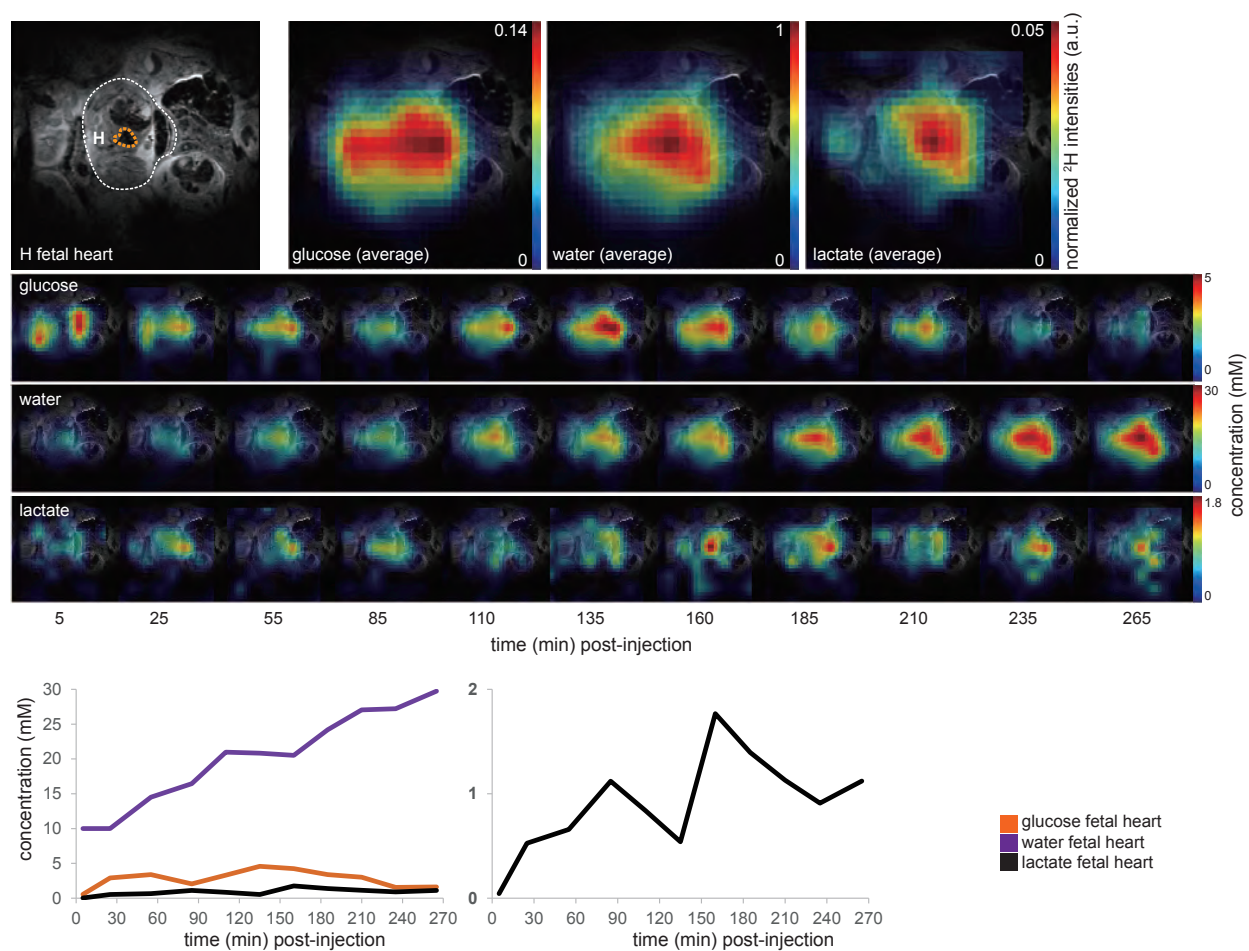 0.14
1
0.05
H
H fetal heart
glucose (average)
0
water (average)
0
lactate (average)
0
normalized ²H intensities (a.u.)
glucose
5
0
water
30
0
lactate
1.8
0
concentration (mM)
5 25 55 85 110 135 160 185 210 235 265
time (min) post-injection
30
25
20
15
10
5
0
concentration (mM)
0 30 60 90 120 150 180 210 240 270
time (min) post-injection
2
1
0
0 30 60 90 120 150 180 210 240 270
time (min) post-injection
glucose fetal heart
water fetal heart
lactate fetal heart